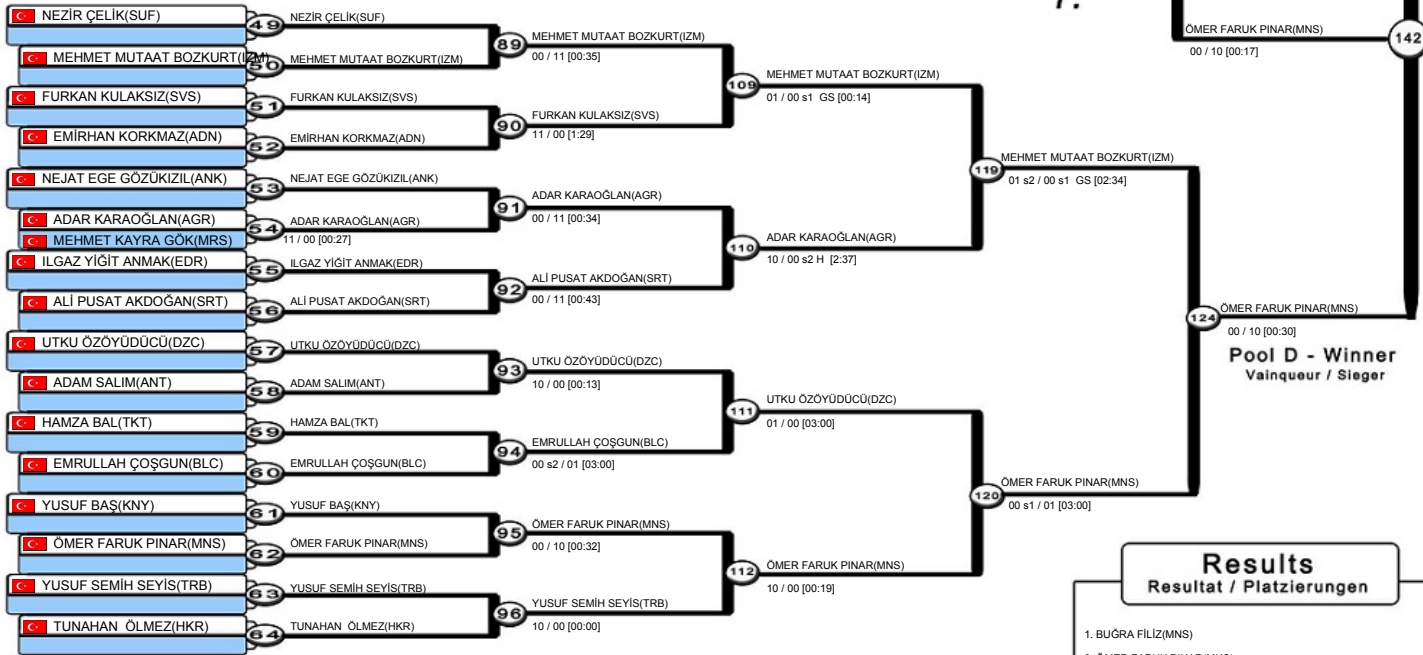 NEZİR ÇELİK(SUF)
MEHMET MUTAAT BOZKURT(IZM)
FURKAN KULAKSIZ(SVS)
EMİRHAN KORKMAZ(ADN)
NEJAT EGE GÖZÜKIZIL(ANK)
ADAR KARAOĞLAN(AGR)
MEHMET KAYRA GÖK(MRS)
ILGAZ YİĞİT ANMAK(EDR)
ALİ PUSAT AKDOĞAN(SRT)
UTKU ÖZÖYÜDÜCÜ(DZC)
ADAM SALIM(ANT)
HAMZA BAL(TKT)
EMRULLAH ÇOŞGUN(BLC)
YUSUF BAŞ(KNY)
ÖMER FARUK PINAR(MNS)
YUSUF SEMİH SEYİS(TRB)
TUNAHAN ÖLMEZ(HKR)
49 NEZİR ÇELİK(SUF)
50 MEHMET MUTAAT BOZKURT(IZM)
51 FURKAN KULAKSIZ(SVS)
52 EMİRHAN KORKMAZ(ADN)
53 NEJAT EGE GÖZÜKIZIL(ANK)
54 ADAR KARAOĞLAN(AGR)
11 / 00 [00:27]
55 ILGAZ YİĞİT ANMAK(EDR)
56 ALİ PUSAT AKDOĞAN(SRT)
57 UTKU ÖZÖYÜDÜCÜ(DZC)
58 ADAM SALIM(ANT)
59 HAMZA BAL(TKT)
60 EMRULLAH ÇOŞGUN(BLC)
61 YUSUF BAŞ(KNY)
62 ÖMER FARUK PINAR(MNS)
63 YUSUF SEMİH SEYİS(TRB)
64 TUNAHAN ÖLMEZ(HKR)
89 MEHMET MUTAAT BOZKURT(IZM)
00 / 11 [00:35]
90 FURKAN KULAKSIZ(SVS)
11 / 00 [1:29]
91 ADAR KARAOĞLAN(AGR)
00 / 11 [00:34]
92 ALİ PUSAT AKDOĞAN(SRT)
00 / 11 [00:43]
93 UTKU ÖZÖYÜDÜCÜ(DZC)
10 / 00 [00:13]
94 EMRULLAH ÇOŞGUN(BLC)
00 s2 / 01 [03:00]
95 ÖMER FARUK PINAR(MNS)
00 / 10 [00:32]
96 YUSUF SEMİH SEYİS(TRB)
10 / 00 [00:00]
109 MEHMET MUTAAT BOZKURT(IZM)
01 / 00 s1 GS [00:14]
110 ADAR KARAOĞLAN(AGR)
10 / 00 s2 H [2:37]
111 UTKU ÖZÖYÜDÜCÜ(DZC)
01 / 00 [03:00]
112 ÖMER FARUK PINAR(MNS)
10 / 00 [00:19]
119 MEHMET MUTAAT BOZKURT(IZM)
01 s2 / 00 s1 GS [02:34]
120 ÖMER FARUK PINAR(MNS)
00 s1 / 01 [03:00]
124 ÖMER FARUK PINAR(MNS)
00 / 10 [00:30]
Pool D - Winner
Vainqueur / Sieger
ÖMER FARUK PINAR(MNS)
00 / 10 [00:17]
142
Results
Resultat / Platzierungen
1. BUĞRA FİLİZ(MNS)